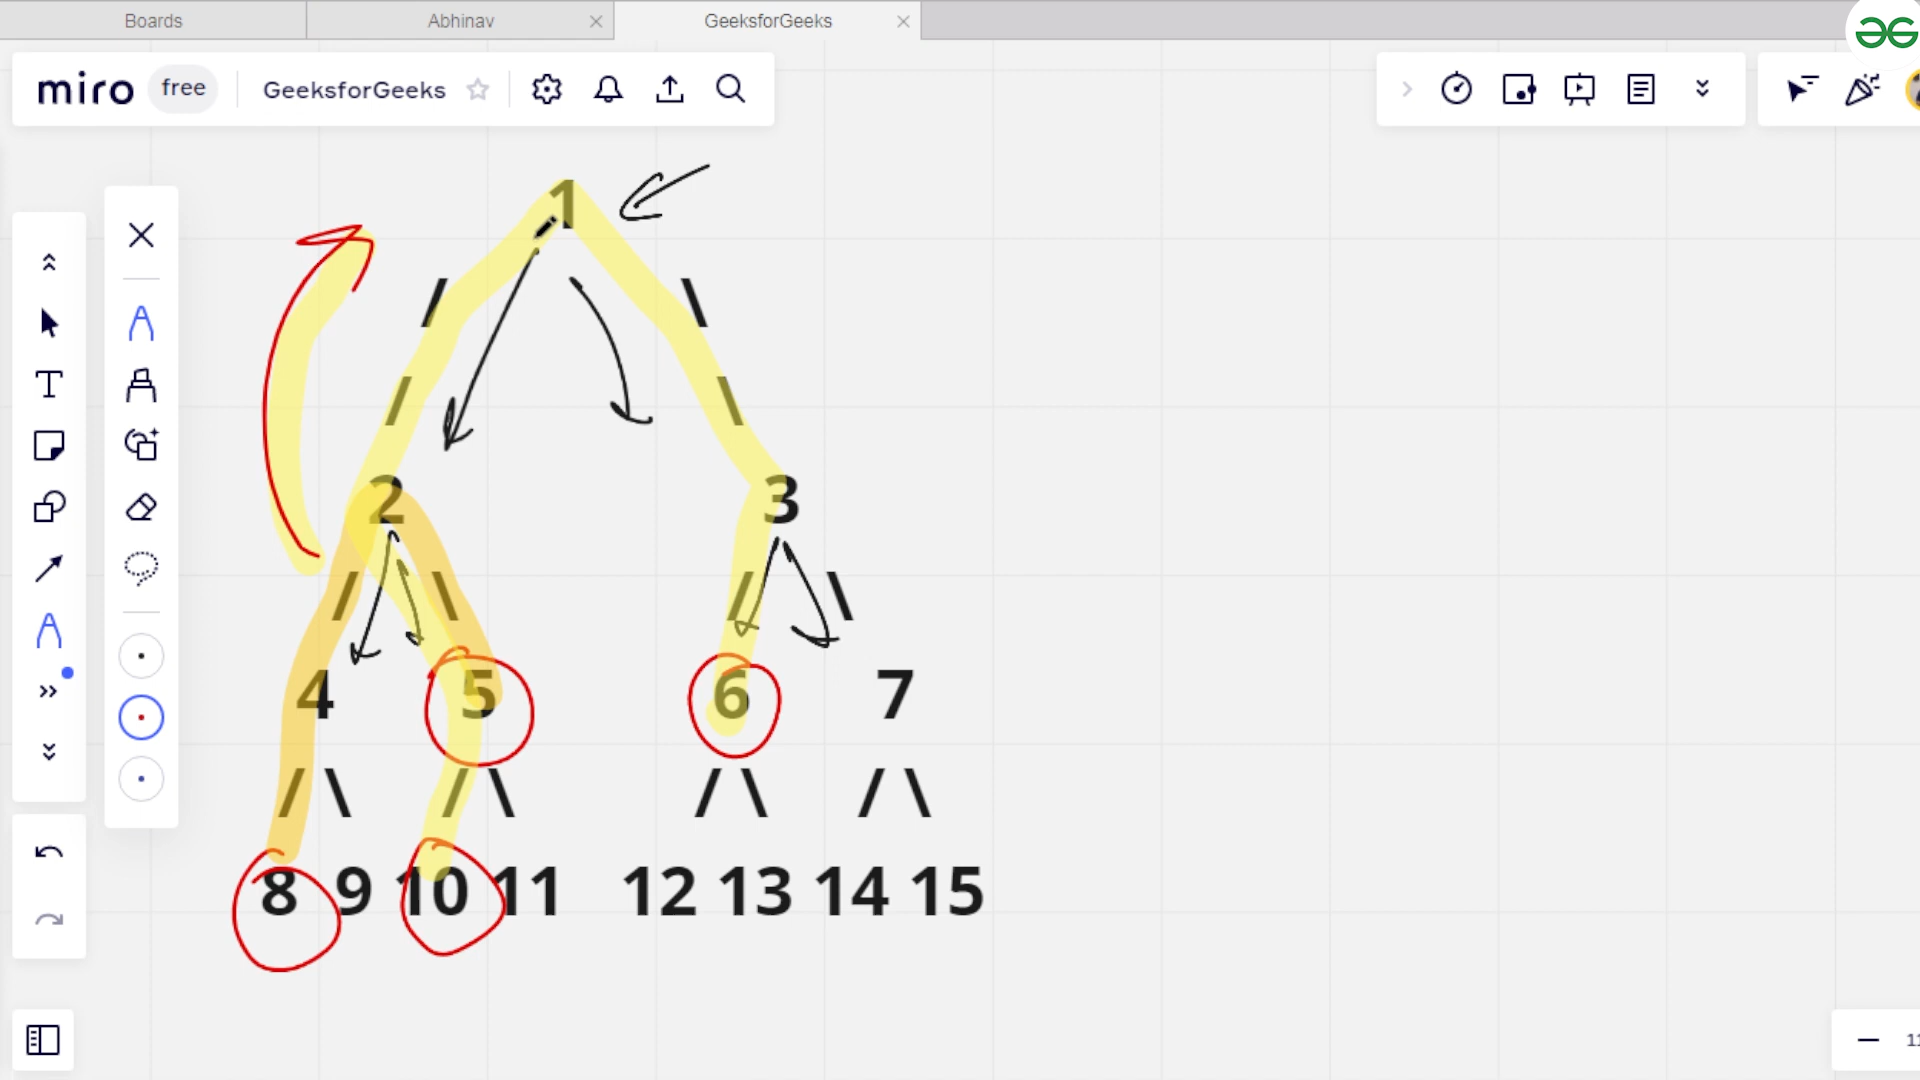 Boards
Abhinav
GeeksforGeeks
miro
free
GeeksforGeeks
1
/ \
/ \
2 3
/ \ / \
4 5 6 7
/ \ / \ / \ / \
8 9 10 11 12 13 14 15